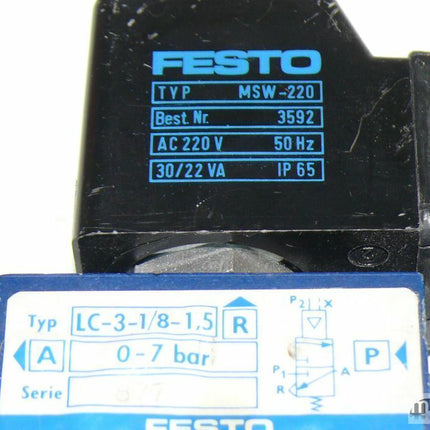 FESTO
TYP MSW-220
Best. Nr. 3592
AC 220 V 50 Hz
30/22 VA IP 65
Typ LC-3-1/8-1,5 R
A 0-7 bar P
Serie
P2 X
P1 A
R
FESTO